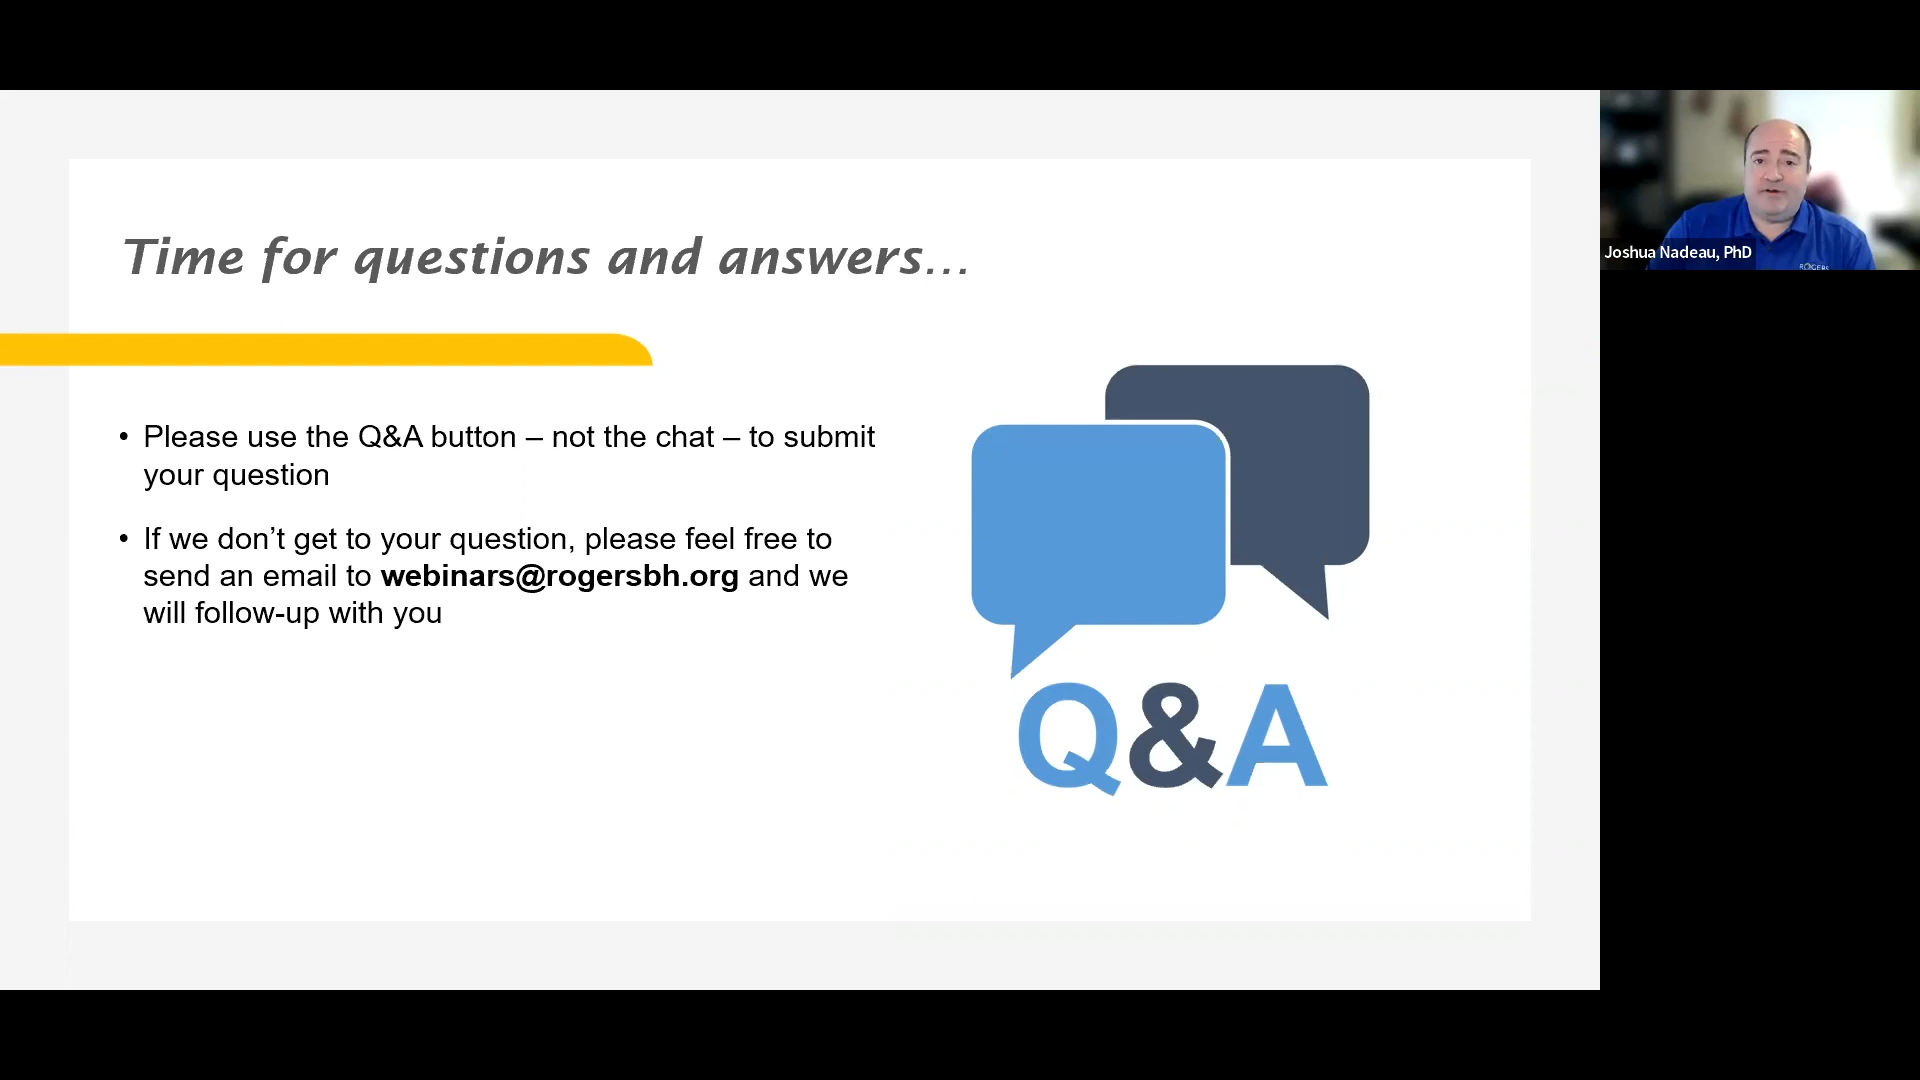 Time for questions and answers…
• Please use the Q&A button – not the chat – to submit
your question
• If we don’t get to your question, please feel free to
send an email to webinars@rogersbh.org and we
will follow-up with you
Q&A
Joshua Nadeau, PhD
ROGERS